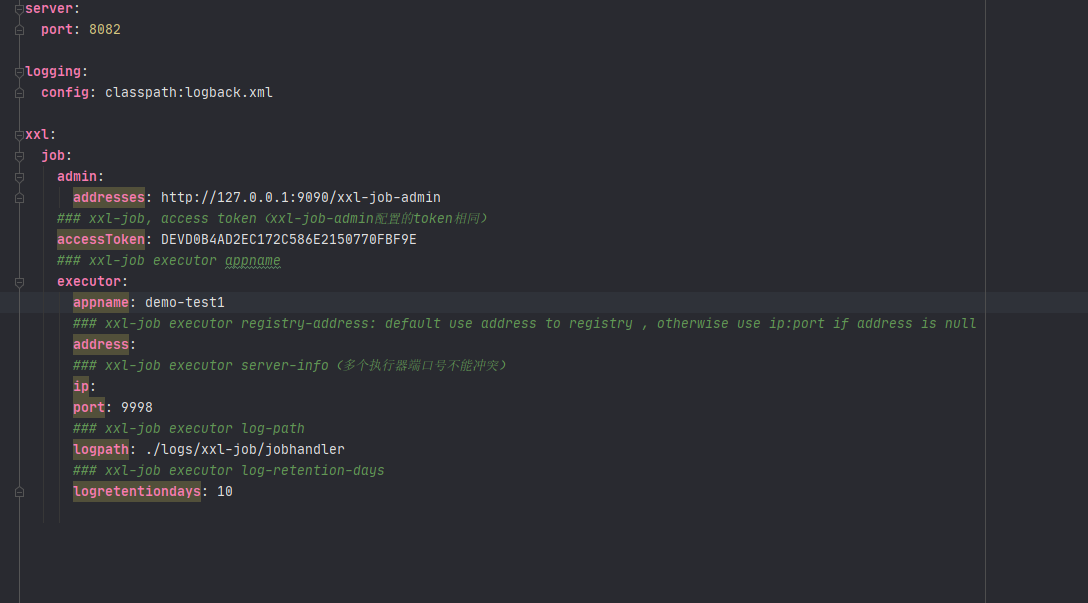 server:
port: 8082
logging:
config: classpath:logback.xml
xxl:
job:
admin:
addresses: http://127.0.0.1:9090/xxl-job-admin
### xxl-job, access token（xxl-job-admin配置的token相同）
accessToken: DEVD0B4AD2EC172C586E2150770FBF9E
### xxl-job executor appname
executor:
appname: demo-test1
### xxl-job executor registry-address: default use address to registry , otherwise use ip:port if address is null
address:
### xxl-job executor server-info（多个执行器端口号不能冲突）
ip:
port: 9998
### xxl-job executor log-path
logpath: ./logs/xxl-job/jobhandler
### xxl-job executor log-retention-days
logretentiondays: 10